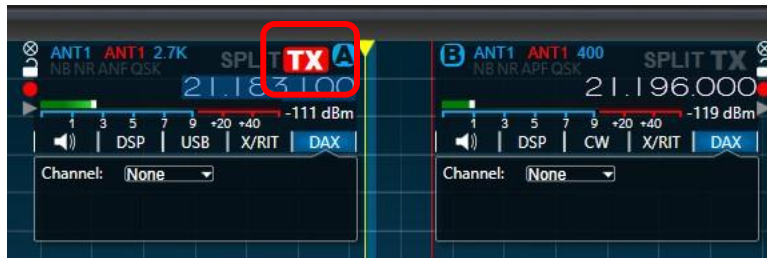 ANT1 ANT1 2.7K SPLIT TX A
NB NR ANF QSK
21.183.100
-111 dBm
1 3 5 7 9 +20 +40
DSP USB X/RIT DAX
Channel: None
B ANT1 ANT1 400 SPLIT TX
NB NR APF QSK
21.196.000
-119 dBm
1 3 5 7 9 +20 +40
DSP CW X/RIT DAX
Channel: None